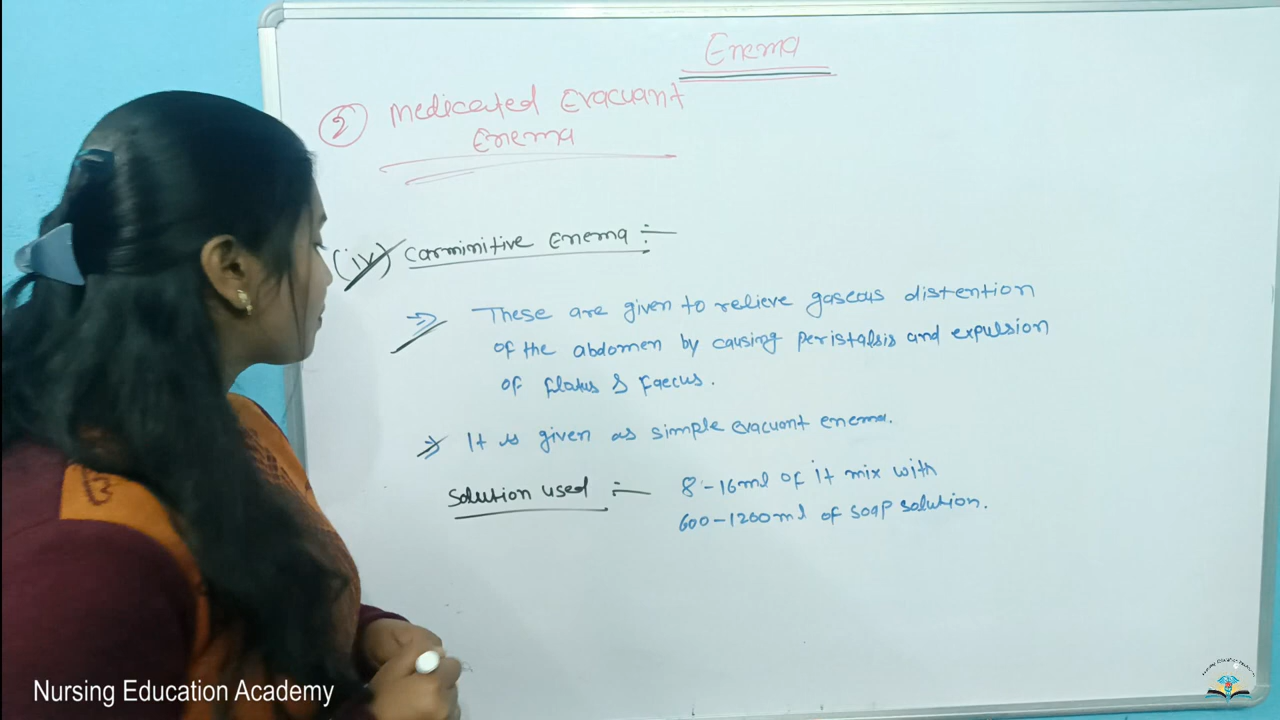 Enema
2 Medicated Evacuant
Enema
(iv) Carminitive Enema :-
⇒ These are given to relieve gaseous distention
of the abdomen by causing peristalsis and expulsion
of flatus & faecus.
⇒ It is given as simple evacuant enema.
Solution used :- 8-16ml of it mix with
600-1200ml of soap solution.
Nursing Education Academy